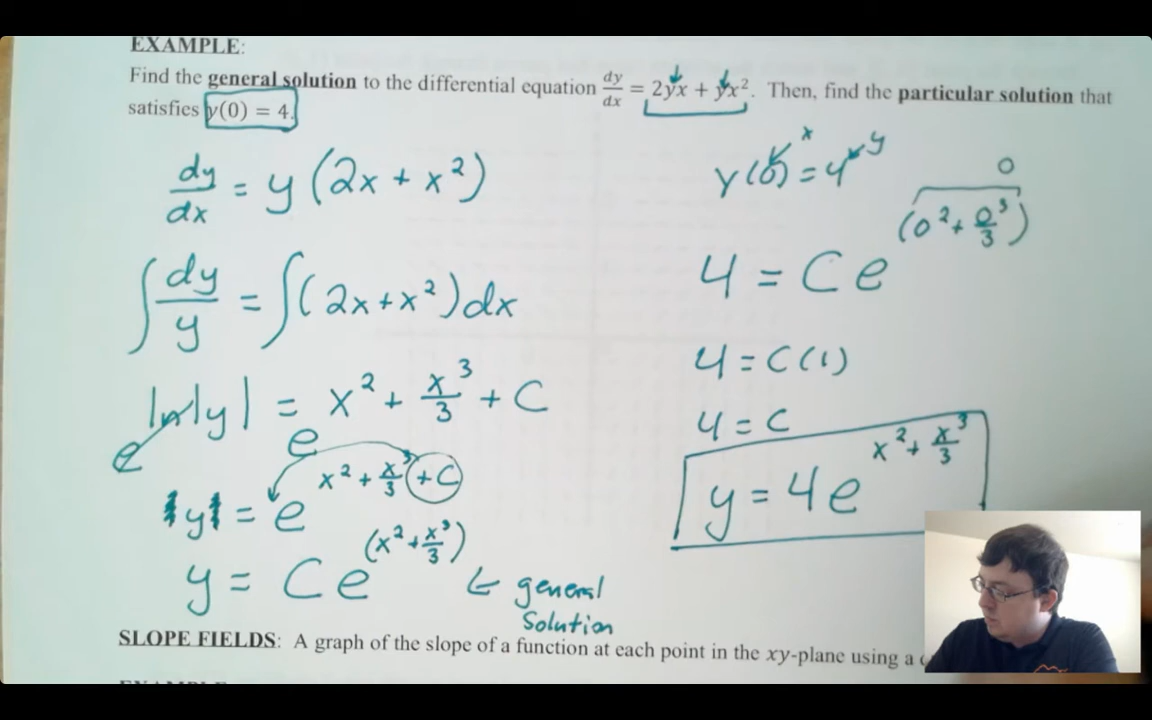 EXAMPLE:
Find the general solution to the differential equation dy/dx = 2yx + yx². Then, find the particular solution that
satisfies y(0) = 4.
dy/dx = y (2x + x²)
∫ dy/y = ∫ (2x + x²) dx
ln|y| = x² + x³/3 + C
e e
|y| = e^(x² + x³/3 + C)
y = C e^(x² + x³/3) ← general
solution
x y
y(0) = 4
0
4 = C e^(0² + 0³/3)
4 = C(1)
4 = C
y = 4e^(x² + x³/3)
SLOPE FIELDS: A graph of the slope of a function at each point in the xy-plane using a